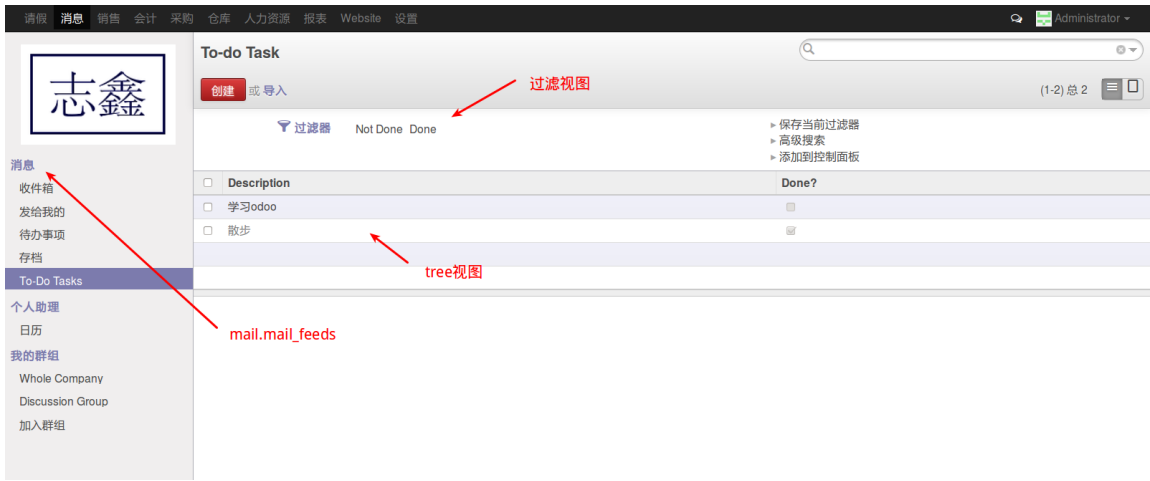 请假 消息 销售 会计 采购 仓库 人力资源 报表 Website 设置 Administrator
志鑫
To-do Task
创建 或 导入
过滤视图
(1-2) 总 2
过滤器 Not Done Done
保存当前过滤器
高级搜索
添加到控制面板
消息
收件箱
发给我的
待办事项
存档
To-Do Tasks
个人助理
日历
我的群组
Whole Company
Discussion Group
加入群组
Description Done?
学习odoo
散步
tree视图
mail.mail_feeds